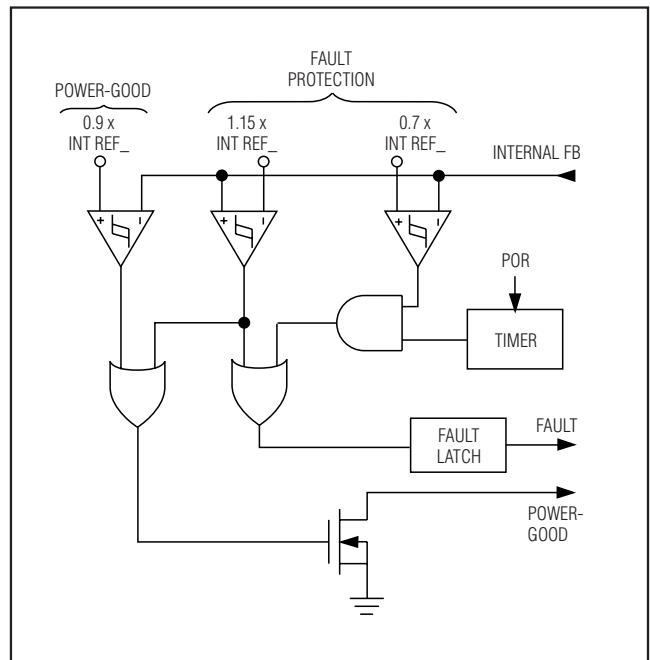 FAULT
PROTECTION
POWER-GOOD
0.9 x
INT REF_
1.15 x
INT REF_
0.7 x
INT REF_
INTERNAL FB
+ -
+ -
+ -
POR
TIMER
FAULT
LATCH
FAULT
POWER-
GOOD